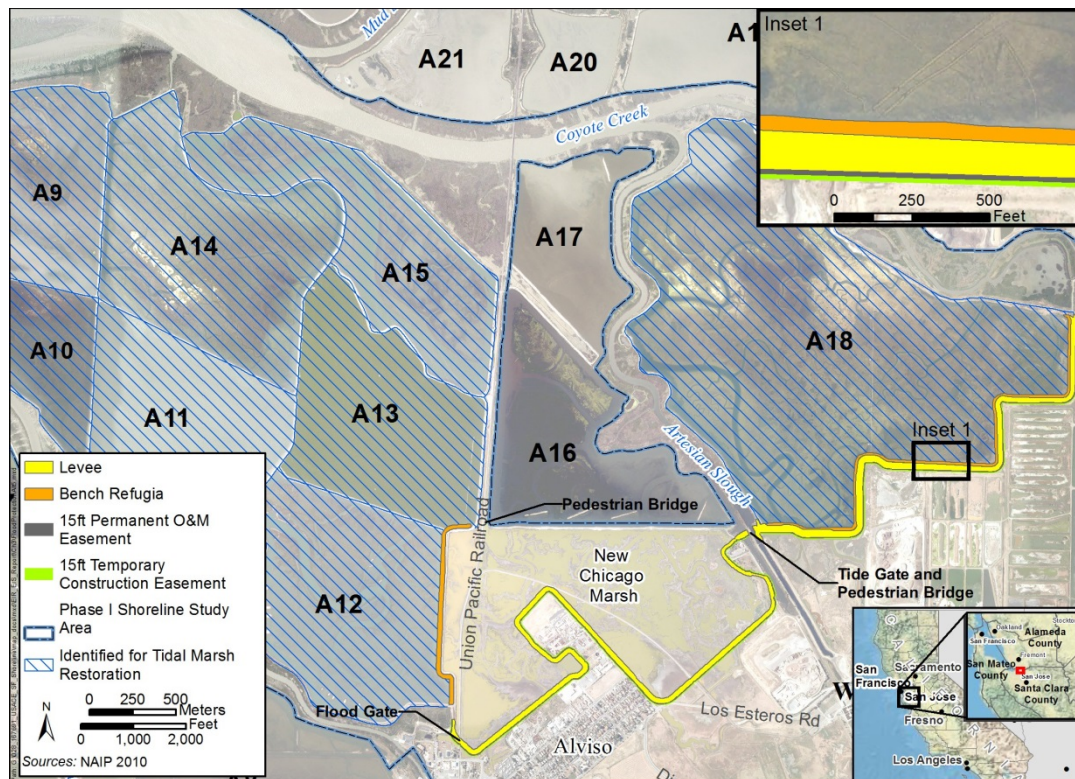 A21
A20
A1
Mud
Coyote Creek
A9
A14
A15
A17
A18
A10
A11
A13
A16
Artesian Slough
Inset 1
0 250 500
Feet
Inset 1
Pedestrian Bridge
Union Pacific Railroad
New
Chicago
Marsh
Tide Gate and
Pedestrian Bridge
A12
Flood Gate
Alviso
Los Esteros Rd
W
Levee
Bench Refugia
15ft Permanent O&M
Easement
15ft Temporary
Construction Easement
Phase I Shoreline Study
Area
Identified for Tidal Marsh
Restoration
0 250 500
Meters
Feet
0 1,000 2,000
N
Sources: NAIP 2010
Sacramento
San
Francisco
San Jose
Fresno
Los Angeles
Oakland
San Francisco
Alameda
County
Fremont
San Mateo
County
San Jose
Santa Clara
County